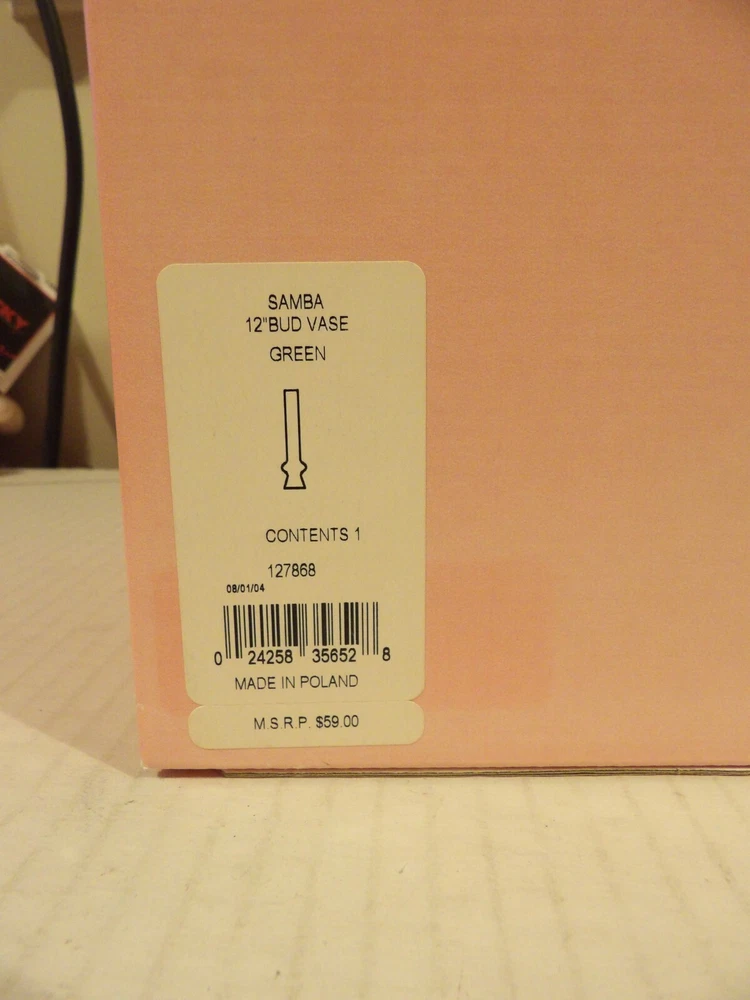 SAMBA
12"BUD VASE
GREEN
CONTENTS 1
127868
08/01/04
0 24258 35652 8
MADE IN POLAND
M.S.R.P. $59.00